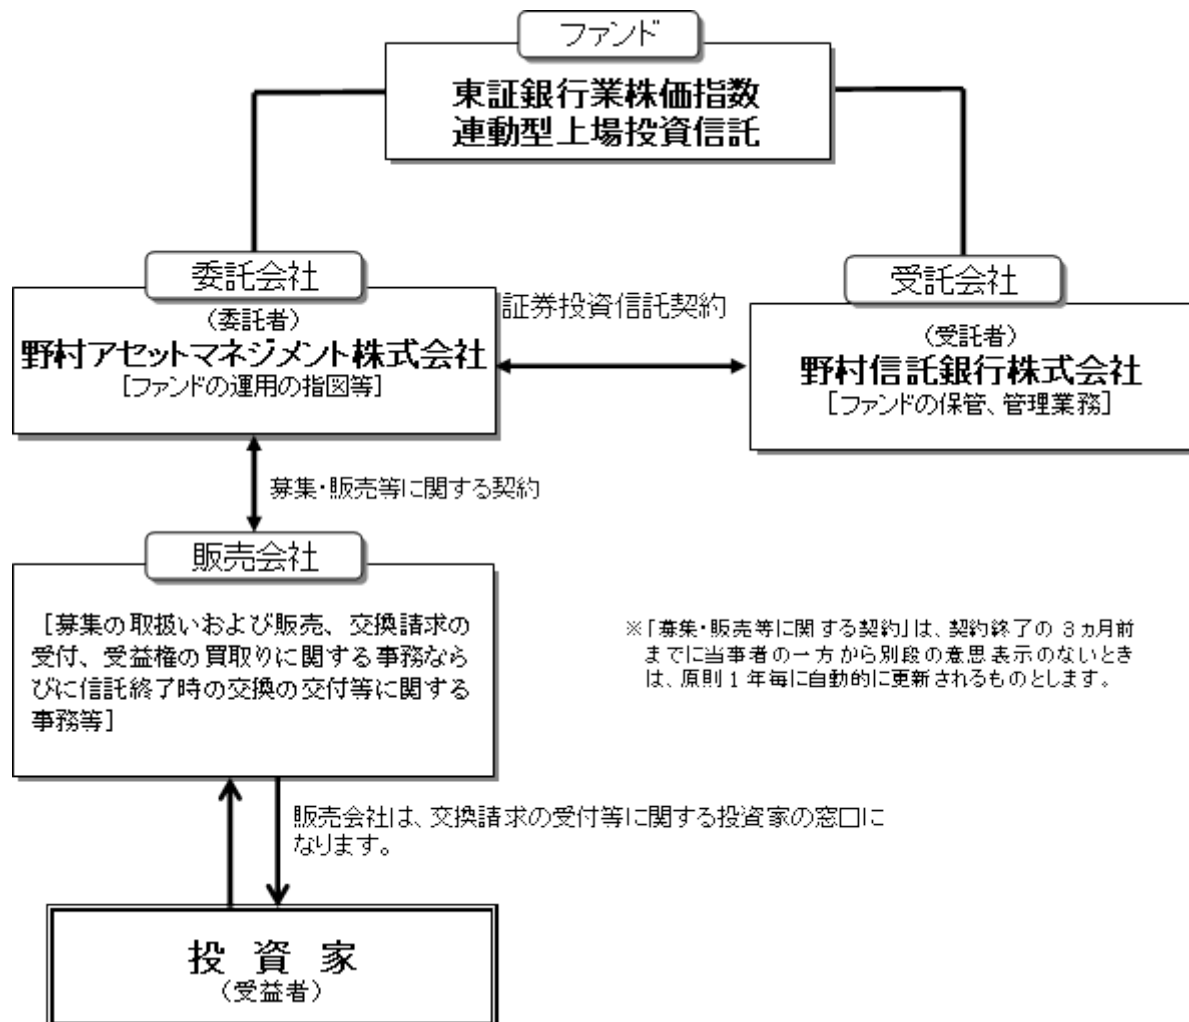 ファンド
東証銀行業株価指数
連動型上場投資信託
委託会社
(委託者)
野村アセットマネジメント株式会社
[ファンドの運用の指図等]
証券投資信託契約
受託会社
(受託者)
野村信託銀行株式会社
[ファンドの保管、管理業務]
募集・販売等に関する契約
販売会社
[募集の取扱いおよび販売、交換請求の
受付、受益権の買取りに関する事務なら
びに信託終了時の交換の交付等に関する
事務等]
※「募集・販売等に関する契約」は、契約終了の3ヵ月前
までに当事者の一方から別段の意思表示のないとき
は、原則1年毎に自動的に更新されるものとします。
販売会社は、交換請求の受付等に関する投資家の窓口に
なります。
投資家
(受益者)